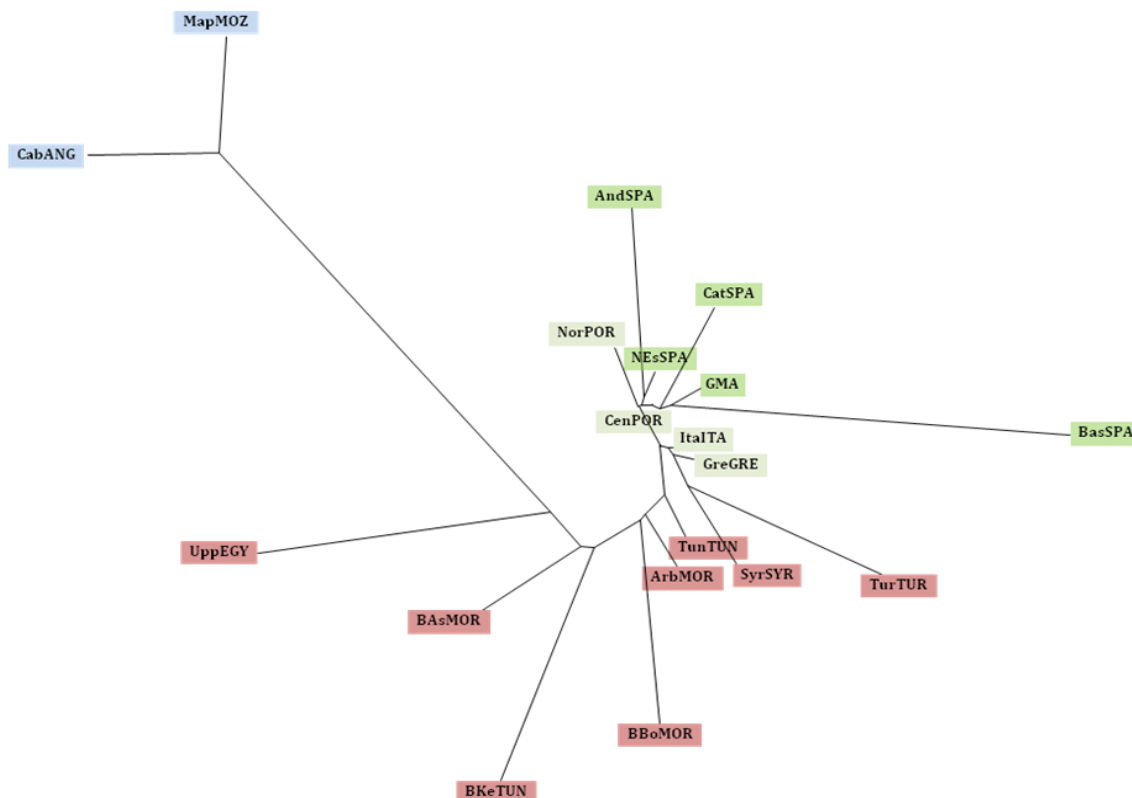 MapMOZ
CabANG
AndSPA
CatSPA
NorPOR
NEsSPA
GMA
CenPOR
BasSPA
ItaITA
GreGRE
UppEGY
TunTUN
ArbMOR
SyrSYR
TurTUR
BAsMOR
BBoMOR
BKeTUN